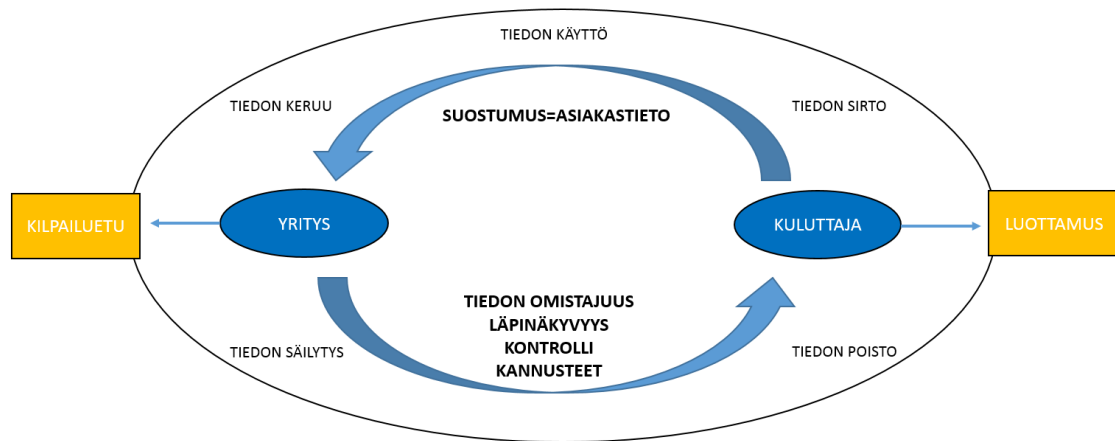 TIEDON KÄYTTÖ
TIEDON KERUU
TIEDON SIRTO
SUOSTUMUS=ASIAKASTIETO
KILPAILUETU
YRITYS
KULUTTAJA
LUOTTAMUS
TIEDON OMISTAJUUS
LÄPINÄKYVYYS
KONTROLLI
KANNUSTEET
TIEDON SÄILYTYS
TIEDON POISTO